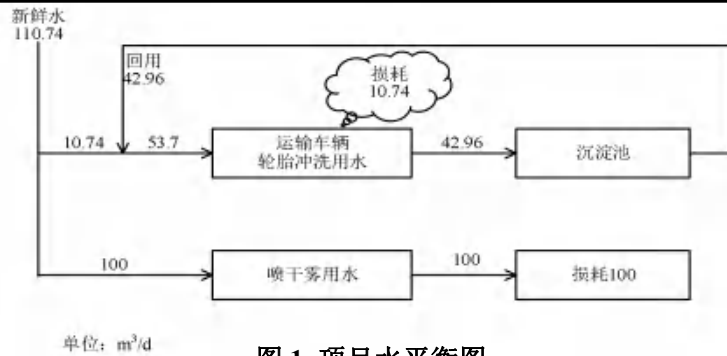 新鲜水
110.74
回用
42.96
损耗
10.74
10.74
53.7
运输车辆
轮胎冲洗用水
42.96
沉淀池
100
喷干雾用水
100
损耗100
单位：m³/d
图 1 项目水平衡图